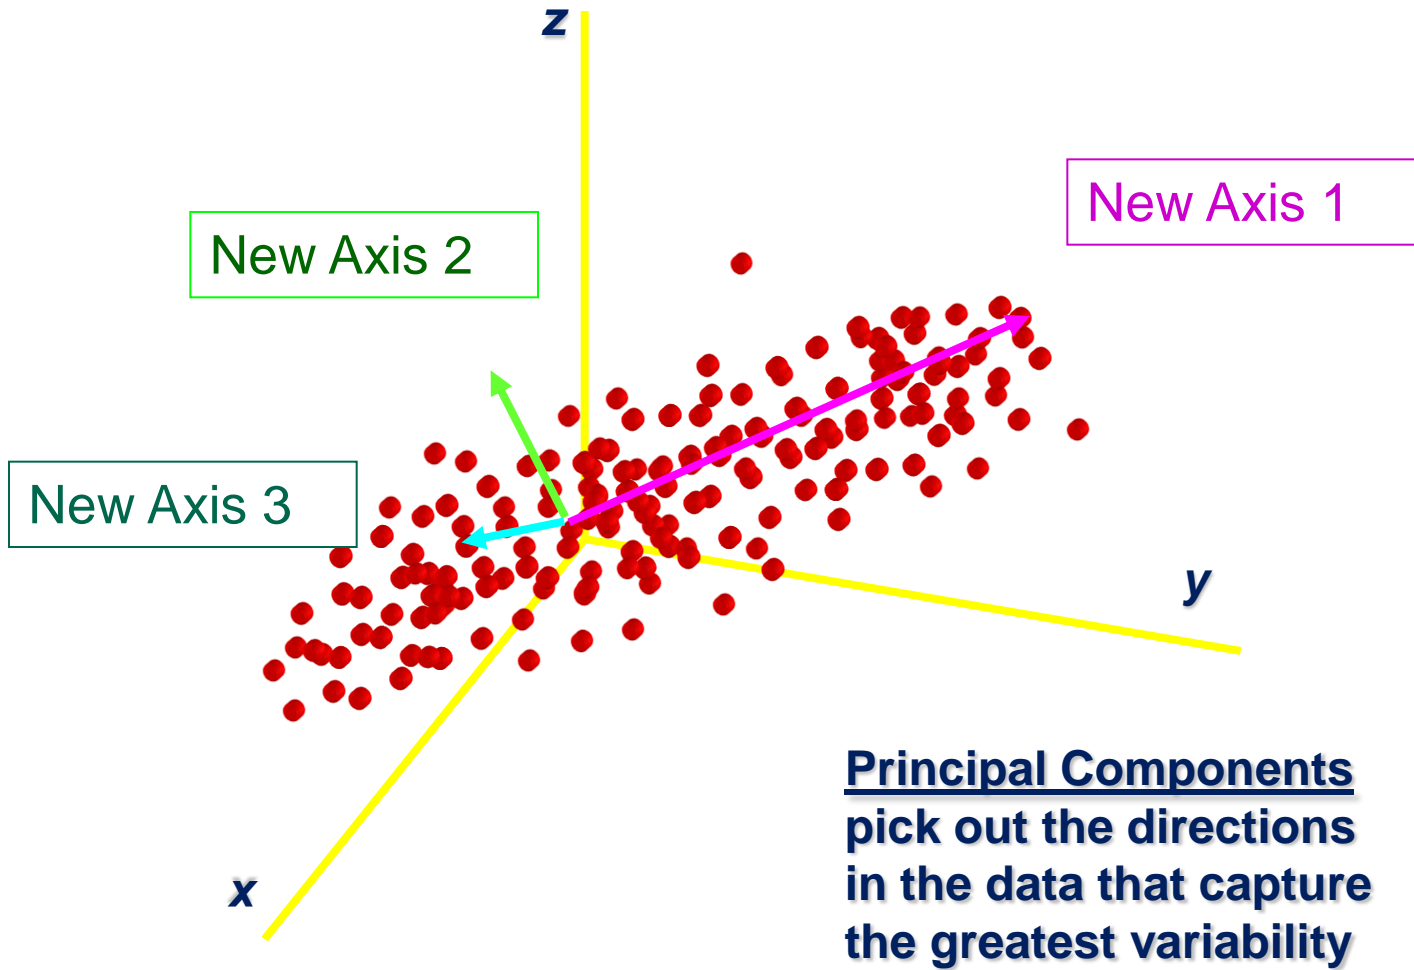 z
New Axis 1
New Axis 2
New Axis 3
y
x
Principal Components
pick out the directions
in the data that capture
the greatest variability